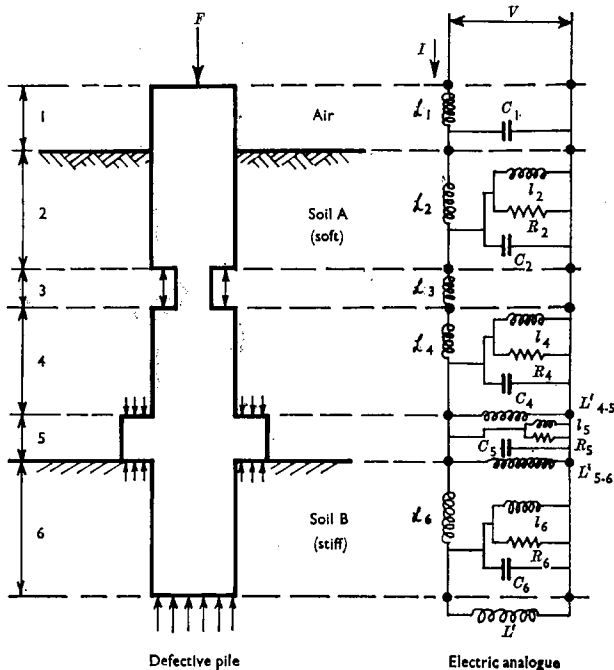 F
I
V
1
Air
ℒ1
C1
2
Soil A
(soft)
ℒ2
l2
R2
C2
3
ℒ3
4
ℒ4
l4
R4
C4
L'4-5
5
l5
R5
C5
L'5-6
6
Soil B
(stiff)
ℒ6
l6
R6
C6
L'
Defective pile
Electric analogue